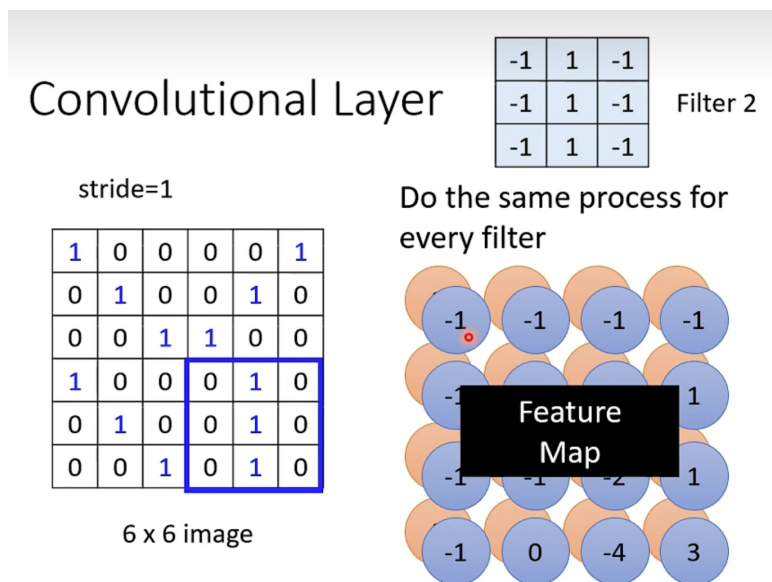 Convolutional Layer
-1 1 -1
-1 1 -1
-1 1 -1
Filter 2
stride=1
1 0 0 0 0 1
0 1 0 0 1 0
0 0 1 1 0 0
1 0 0 0 1 0
0 1 0 0 1 0
0 0 1 0 1 0
6 x 6 image
Do the same process for
every filter
-1 -1 -1 -1
1
Feature
Map
-1 -1 -2 1
-1 0 -4 3